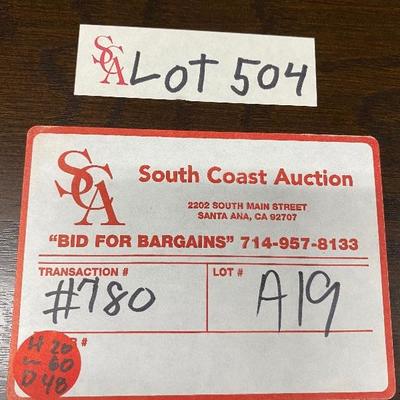 SCA LOT 504
SCA
South Coast Auction
2202 SOUTH MAIN STREET
SANTA ANA, CA 92707
"BID FOR BARGAINS" 714-957-8133
TRANSACTION #
#780
LOT #
A19
#
H 20
60
D 48